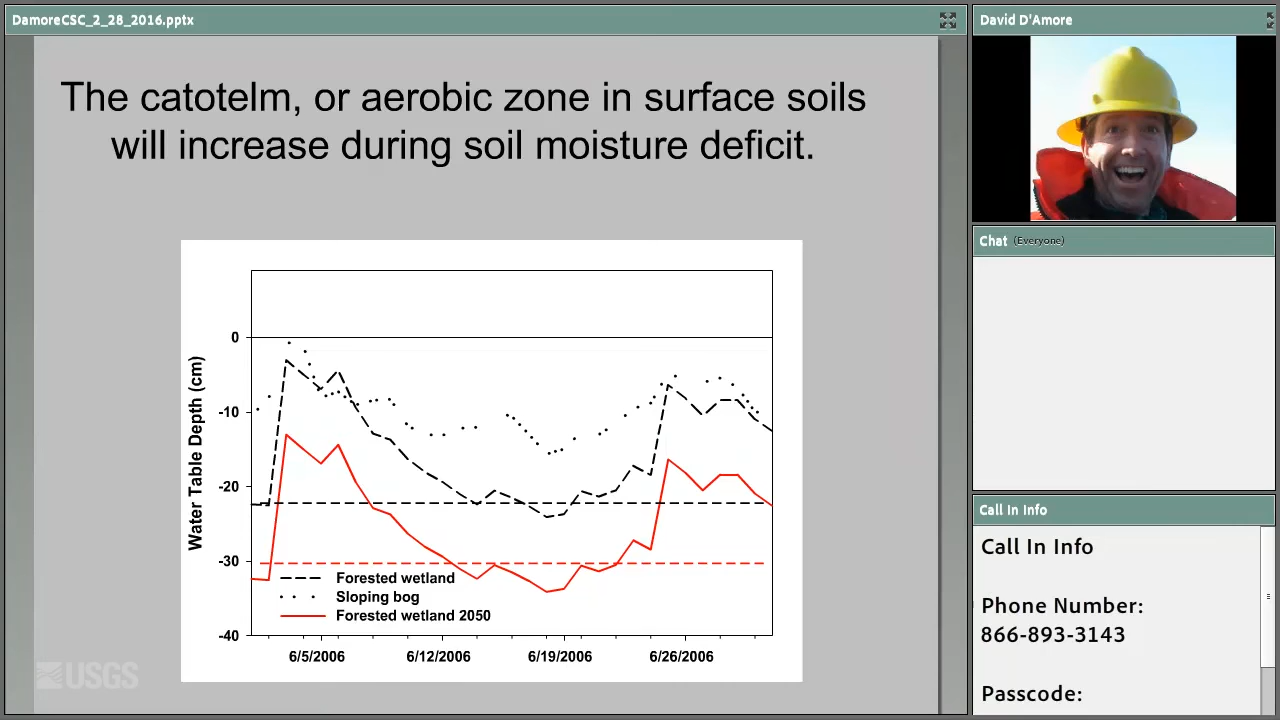 DamoreCSC_2_28_2016.pptx
The catotelm, or aerobic zone in surface soils
will increase during soil moisture deficit.
Water Table Depth (cm)
0
-10
-20
-30
-40
Forested wetland
Sloping bog
Forested wetland 2050
6/5/2006 6/12/2006 6/19/2006 6/26/2006
USGS
David D'Amore
Chat (Everyone)
Call In Info
Call In Info
Phone Number:
866-893-3143
Passcode: